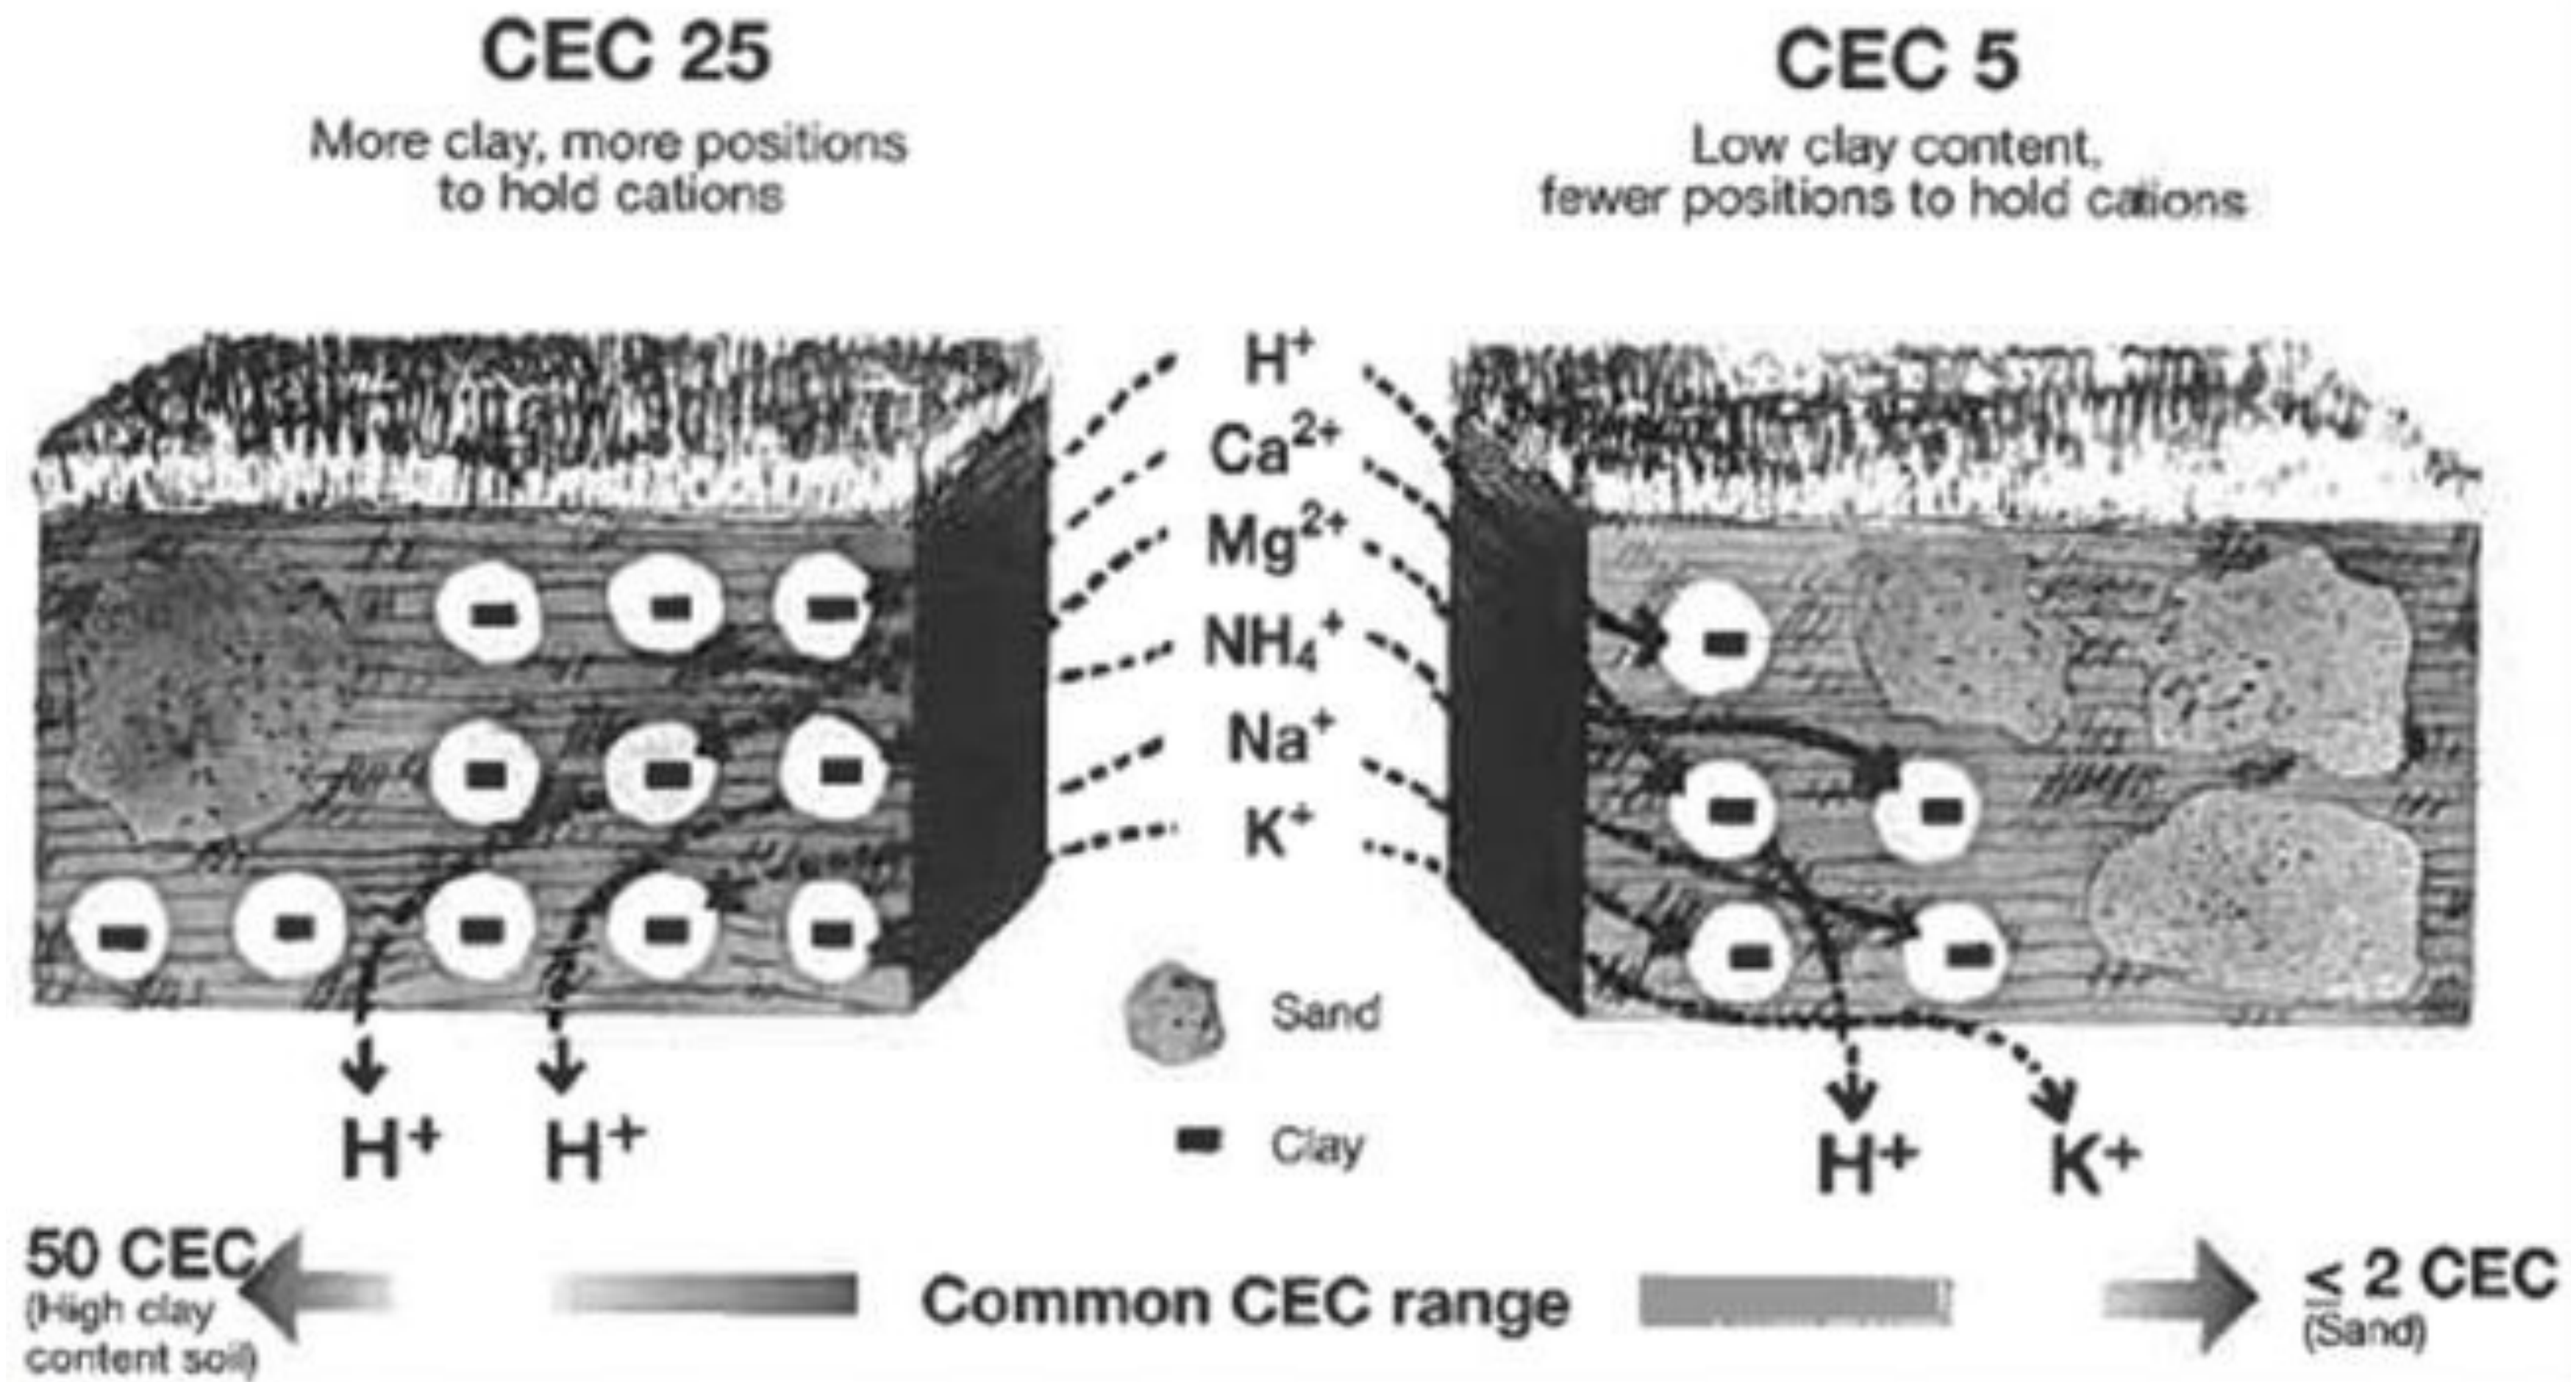 CEC 25
More clay, more positions
to hold cations
CEC 5
Low clay content,
fewer positions to hold cations
H⁺
Ca²⁺
Mg²⁺
NH₄⁺
Na⁺
K⁺
Sand
Clay
H⁺ H⁺
H⁺ K⁺
50 CEC
(High clay
content soil)
Common CEC range
≤ 2 CEC
(Sand)